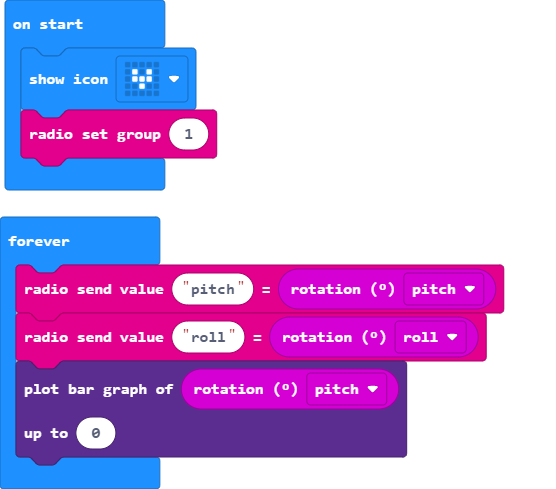 on start
show icon
radio set group 1
forever
radio send value "pitch" = rotation (º) pitch
radio send value "roll" = rotation (º) roll
plot bar graph of rotation (º) pitch
up to 0